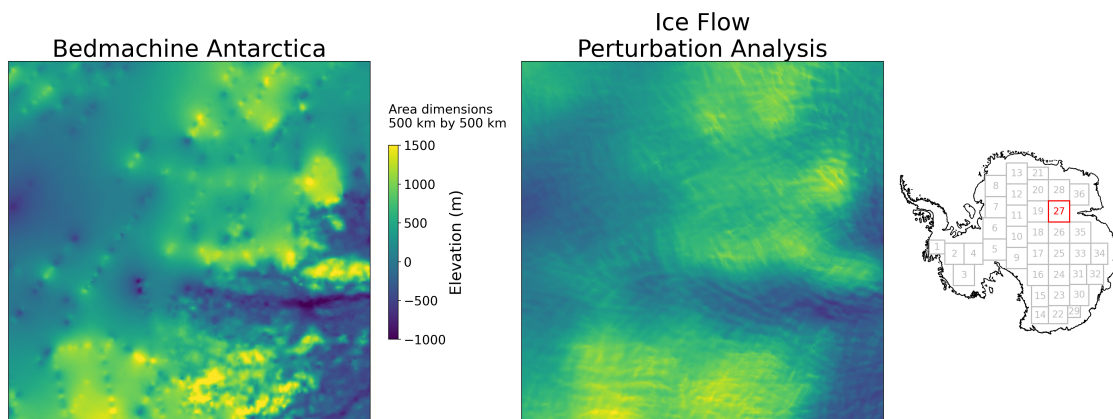 Bedmachine Antarctica
Ice Flow
Perturbation Analysis
Area dimensions
500 km by 500 km
1500
1000
500
0
−500
−1000
Elevation (m)
13 21
8 12 20 28 36
7 11 19 27
6 10 18 26 35
1 2 4 5 9 17 25 33 34
3 16 24 31 32
15 23 30
14 22 29